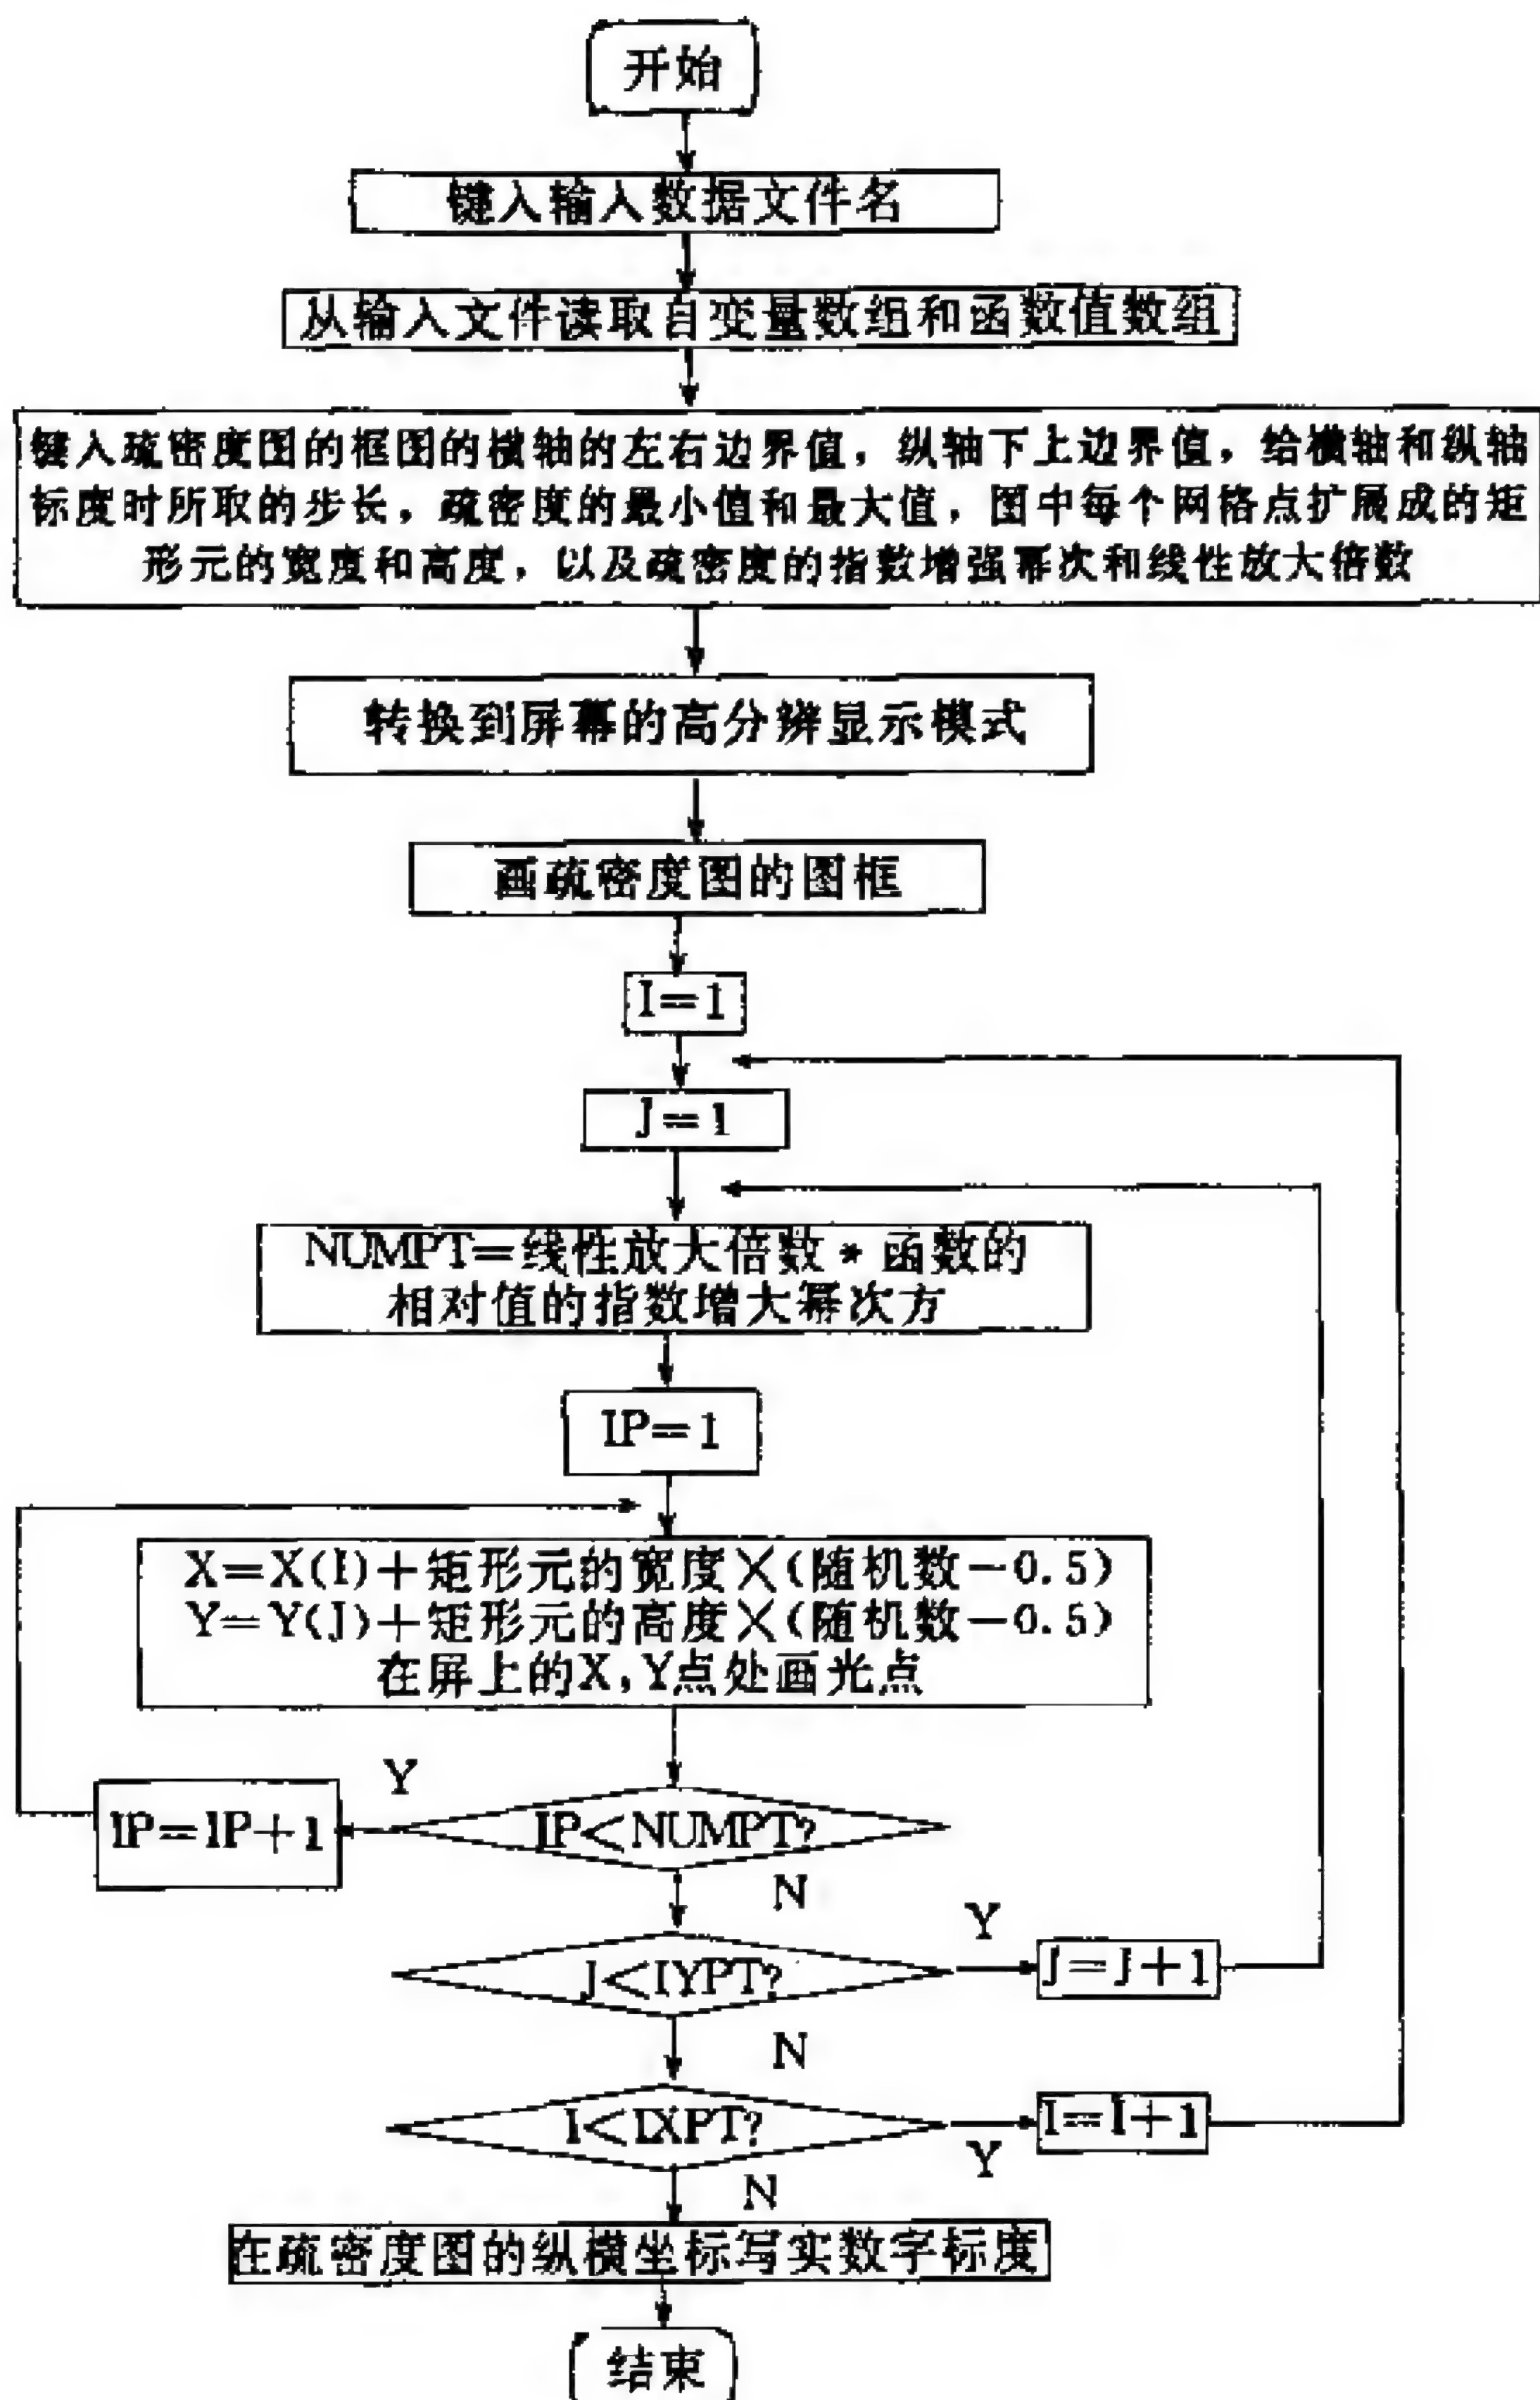 开始
键入输入数据文件名
从输入文件读取自变量数组和函数值数组
键入疏密度图的框图的横轴的左右边界值，纵轴下上边界值，给横轴和纵轴
标度时所取的步长，疏密度的最小值和最大值，图中每个网格点扩展成的矩
形元的宽度和高度，以及疏密度的指数增强幂次和线性放大倍数
转换到屏幕的高分辨显示模式
画疏密度图的图框
I=1
J=1
NUMPT=线性放大倍数*函数的
相对值的指数增大幂次方
IP=1
X=X(I)+矩形元的宽度×(随机数-0.5)
Y=Y(J)+矩形元的高度×(随机数-0.5)
在屏上的X,Y点处画光点
Y
IP=IP+1
IP<NUMPT?
N
Y
J<IYPT?
J=J+1
N
I<IXPT?
I=I+1
Y
N
在疏密度图的纵横坐标写实数字标度
结束